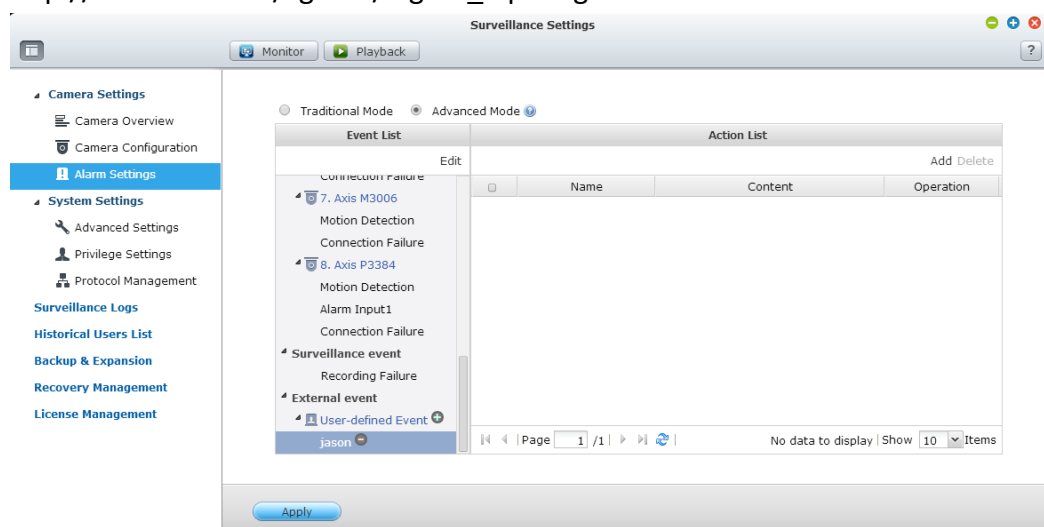 Surveillance Settings
Monitor
Playback
?
Camera Settings
Camera Overview
Camera Configuration
Alarm Settings
System Settings
Advanced Settings
Privilege Settings
Protocol Management
Surveillance Logs
Historical Users List
Backup & Expansion
Recovery Management
License Management
Traditional Mode Advanced Mode
Event List Action List
Edit Add Delete
Connection Failure
Name Content Operation
7. Axis M3006
Motion Detection
Connection Failure
8. Axis P3384
Motion Detection
Alarm Input1
Connection Failure
Surveillance event
Recording Failure
External event
User-defined Event
jason
Page 1 /1 No data to display Show 10 Items
Apply